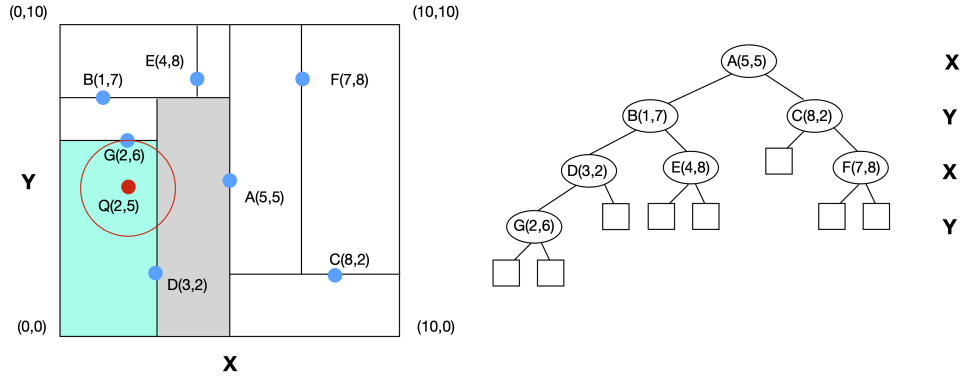 (0,10)
(10,10)
E(4,8)
B(1,7)
F(7,8)
G(2,6)
Y
Q(2,5)
A(5,5)
C(8,2)
D(3,2)
(0,0)
(10,0)
X
A(5,5)
X
B(1,7)
C(8,2)
Y
D(3,2)
E(4,8)
F(7,8)
X
G(2,6)
Y